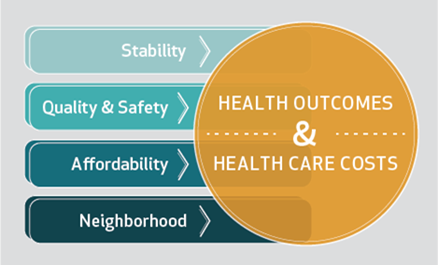 Stability
Quality & Safety
Affordability
Neighborhood
HEALTH OUTCOMES
&
HEALTH CARE COSTS